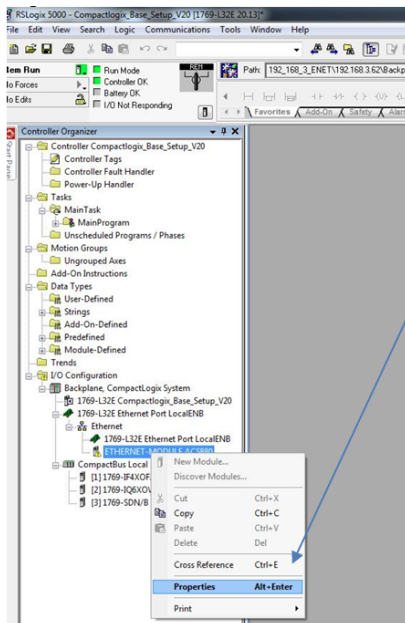 RSLogix 5000 - Compactlogix_Base_Setup_V20 [1769-L32E 20.13]*
File Edit View Search Logic Communications Tools Window Help
Rem Run
Run Mode
REM
Path: 192_168_3_ENET\192.168.3.62\Backp
No Forces
Controller OK
Battery OK
No Edits
I/O Not Responding
Favorites Add-On Safety Alar
Controller Organizer
Start Page
Controller Compactlogix_Base_Setup_V20
Controller Tags
Controller Fault Handler
Power-Up Handler
Tasks
MainTask
MainProgram
Unscheduled Programs / Phases
Motion Groups
Ungrouped Axes
Add-On Instructions
Data Types
User-Defined
Strings
Add-On-Defined
Predefined
Module-Defined
Trends
I/O Configuration
Backplane, CompactLogix System
1769-L32E Compactlogix_Base_Setup_V20
1769-L32E Ethernet Port LocalENB
Ethernet
1769-L32E Ethernet Port LocalENB
ETHERNET-MODULE ACS880
CompactBus Local
[1] 1769-IF4XOF
[2] 1769-IQ6XOW
[3] 1769-SDN/B
New Module...
Discover Modules...
Cut Ctrl+X
Copy Ctrl+C
Paste Ctrl+V
Delete Del
Cross Reference Ctrl+E
Properties Alt+Enter
Print